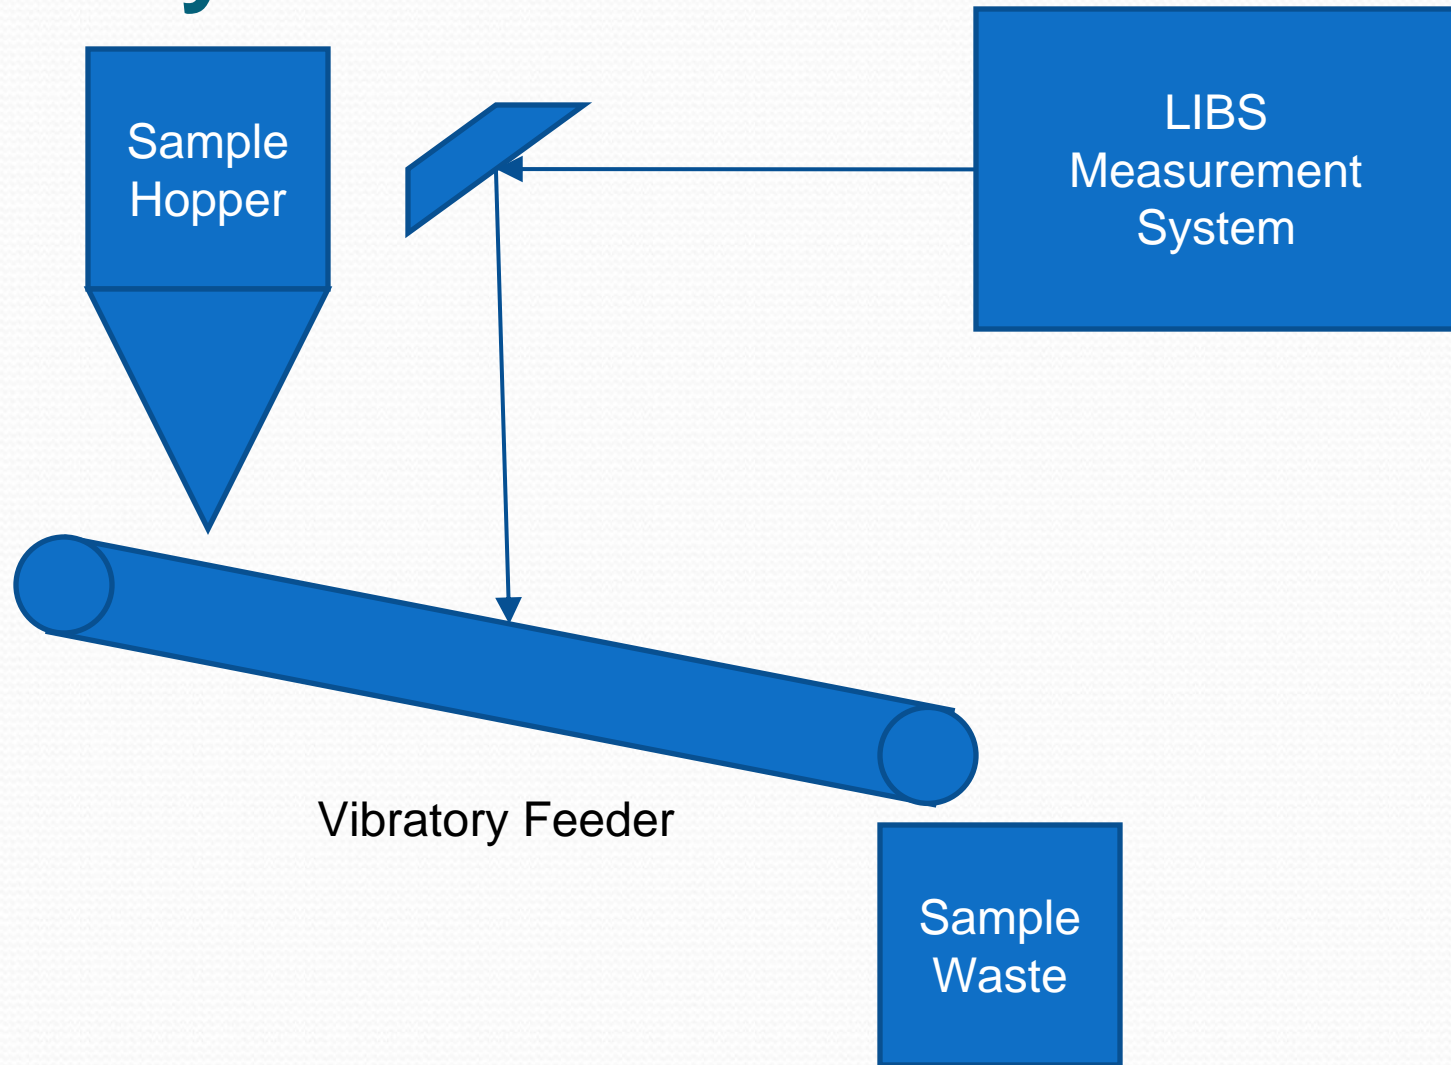 Sample
Hopper
LIBS
Measurement
System
Vibratory Feeder
Sample
Waste